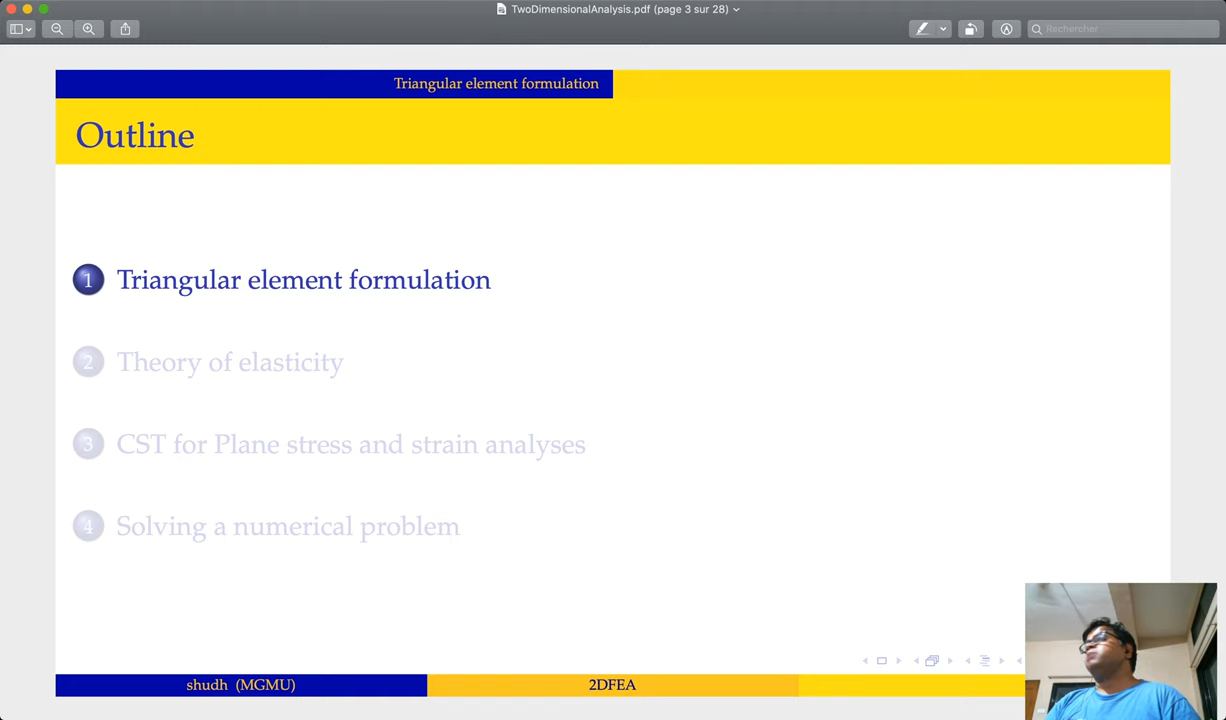 TwoDimensionalAnalysis.pdf (page 3 sur 28)
Rechercher
Triangular element formulation
Outline
1 Triangular element formulation
2 Theory of elasticity
3 CST for Plane stress and strain analyses
4 Solving a numerical problem
shudh (MGMU) 2DFEA